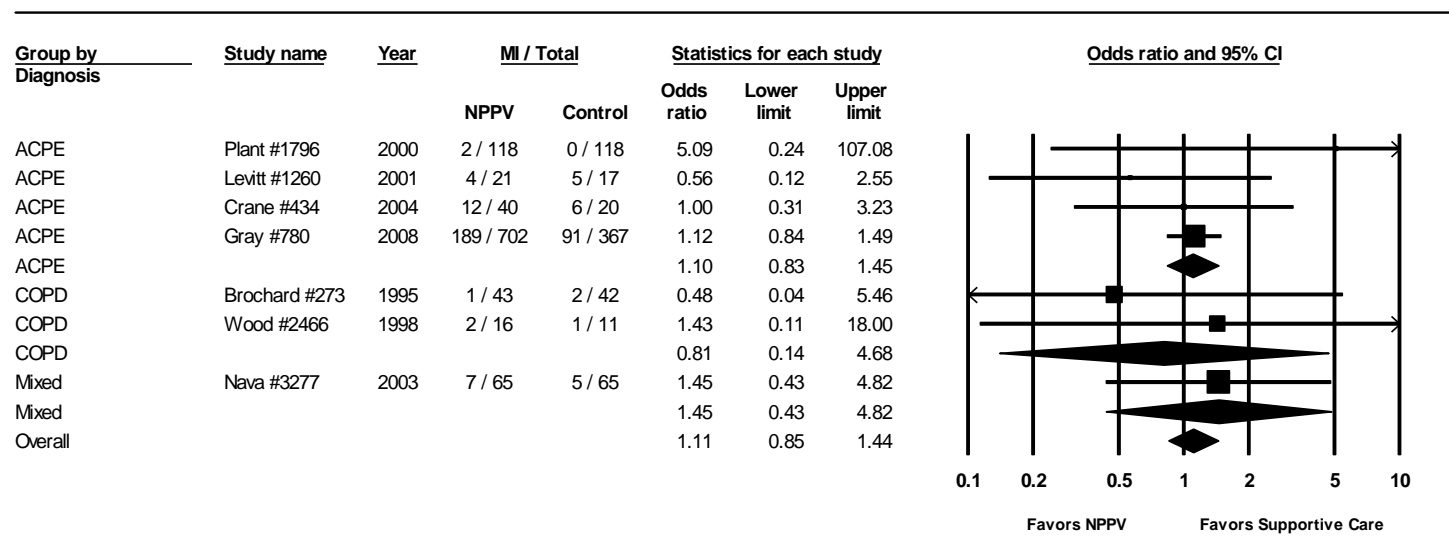 Group by Study name Year MI / Total Statistics for each study Odds ratio and 95% CI
Diagnosis
Odds Lower Upper
NPPV Control ratio limit limit
ACPE Plant #1796 2000 2 / 118 0 / 118 5.09 0.24 107.08
ACPE Levitt #1260 2001 4 / 21 5 / 17 0.56 0.12 2.55
ACPE Crane #434 2004 12 / 40 6 / 20 1.00 0.31 3.23
ACPE Gray #780 2008 189 / 702 91 / 367 1.12 0.84 1.49
ACPE 1.10 0.83 1.45
COPD Brochard #273 1995 1 / 43 2 / 42 0.48 0.04 5.46
COPD Wood #2466 1998 2 / 16 1 / 11 1.43 0.11 18.00
COPD 0.81 0.14 4.68
Mixed Nava #3277 2003 7 / 65 5 / 65 1.45 0.43 4.82
Mixed 1.45 0.43 4.82
Overall 1.11 0.85 1.44
0.1 0.2 0.5 1 2 5 10
Favors NPPV Favors Supportive Care